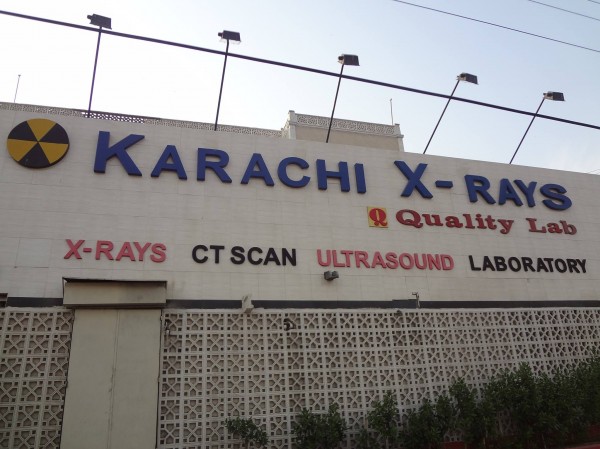 KARACHI X-RAYS
Q Quality Lab
X-RAYS CT SCAN ULTRASOUND LABORATORY